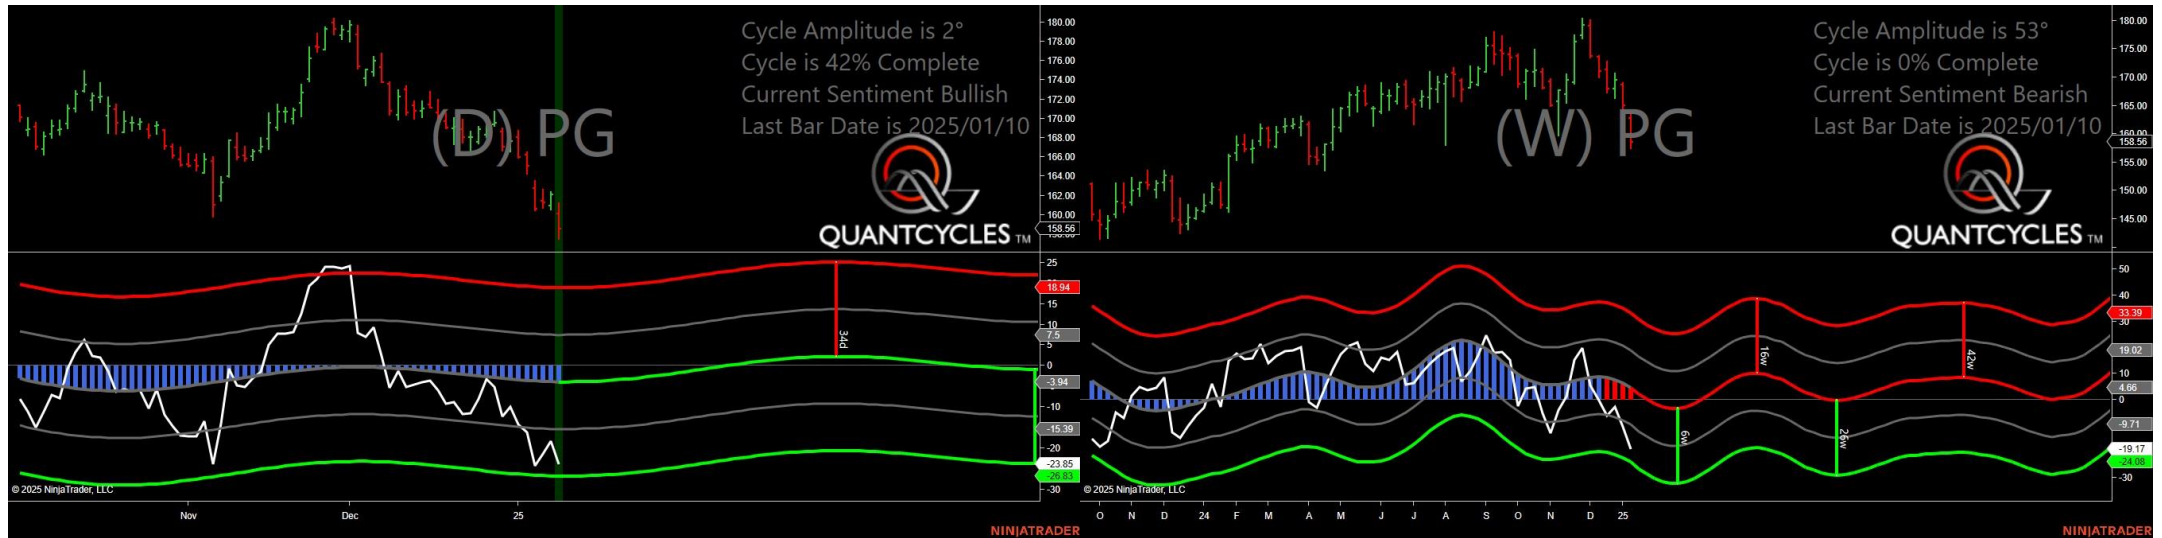 Cycle Amplitude is 2°
Cycle is 42% Complete
Current Sentiment Bullish
Last Bar Date is 2025/01/10
(D) PG
QUANTCYCLES TM
180.00
178.00
176.00
174.00
172.00
170.00
168.00
166.00
164.00
162.00
160.00
158.56
25
18.94
15
10
7.5
5
0
-3.94
-10
-15.39
-20
-23.85
-26.83
-30
34d
© 2025 NinjaTrader, LLC
Nov Dec 25
NINJATRADER
Cycle Amplitude is 53°
Cycle is 0% Complete
Current Sentiment Bearish
Last Bar Date is 2025/01/10
(W) PG
QUANTCYCLES TM
180.00
175.00
170.00
165.00
160.00
158.56
155.00
150.00
145.00
50
40
33.39
30
19.02
10
4.66
0
-9.71
-19.17
-24.08
-30
16w
42w
6w
26w
© 2025 NinjaTrader, LLC
O N D 24 F M A M J J A S O N D 25
NINJATRADER